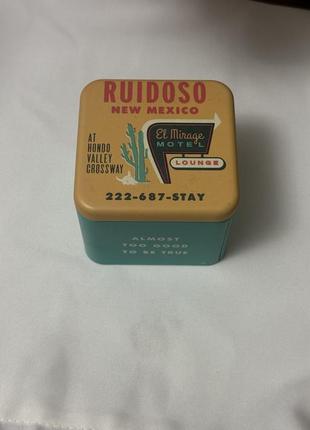 RUIDOSO
NEW MEXICO
AT
HONDO
VALLEY
CROSSWAY
El Mirage
MOTEL
LOUNGE
222-687-STAY
ALMOST
TOO GOOD
TO BE TRUE